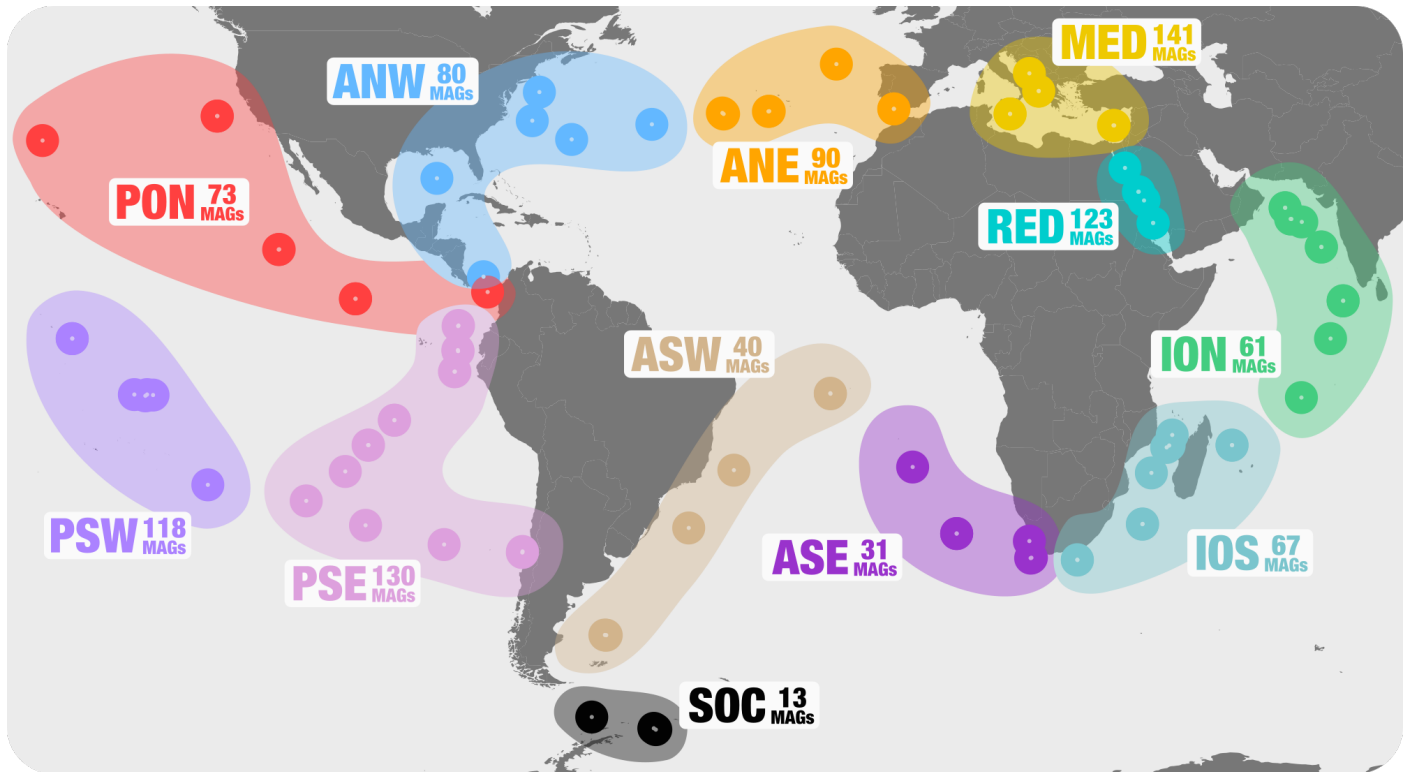 MED 141 MAGs
ANW 80 MAGs
ANE 90 MAGs
PON 73 MAGs
RED 123 MAGs
ASW 40 MAGs
ION 61 MAGs
PSW 118 MAGs
ASE 31 MAGs
IOS 67 MAGs
PSE 130 MAGs
SOC 13 MAGs